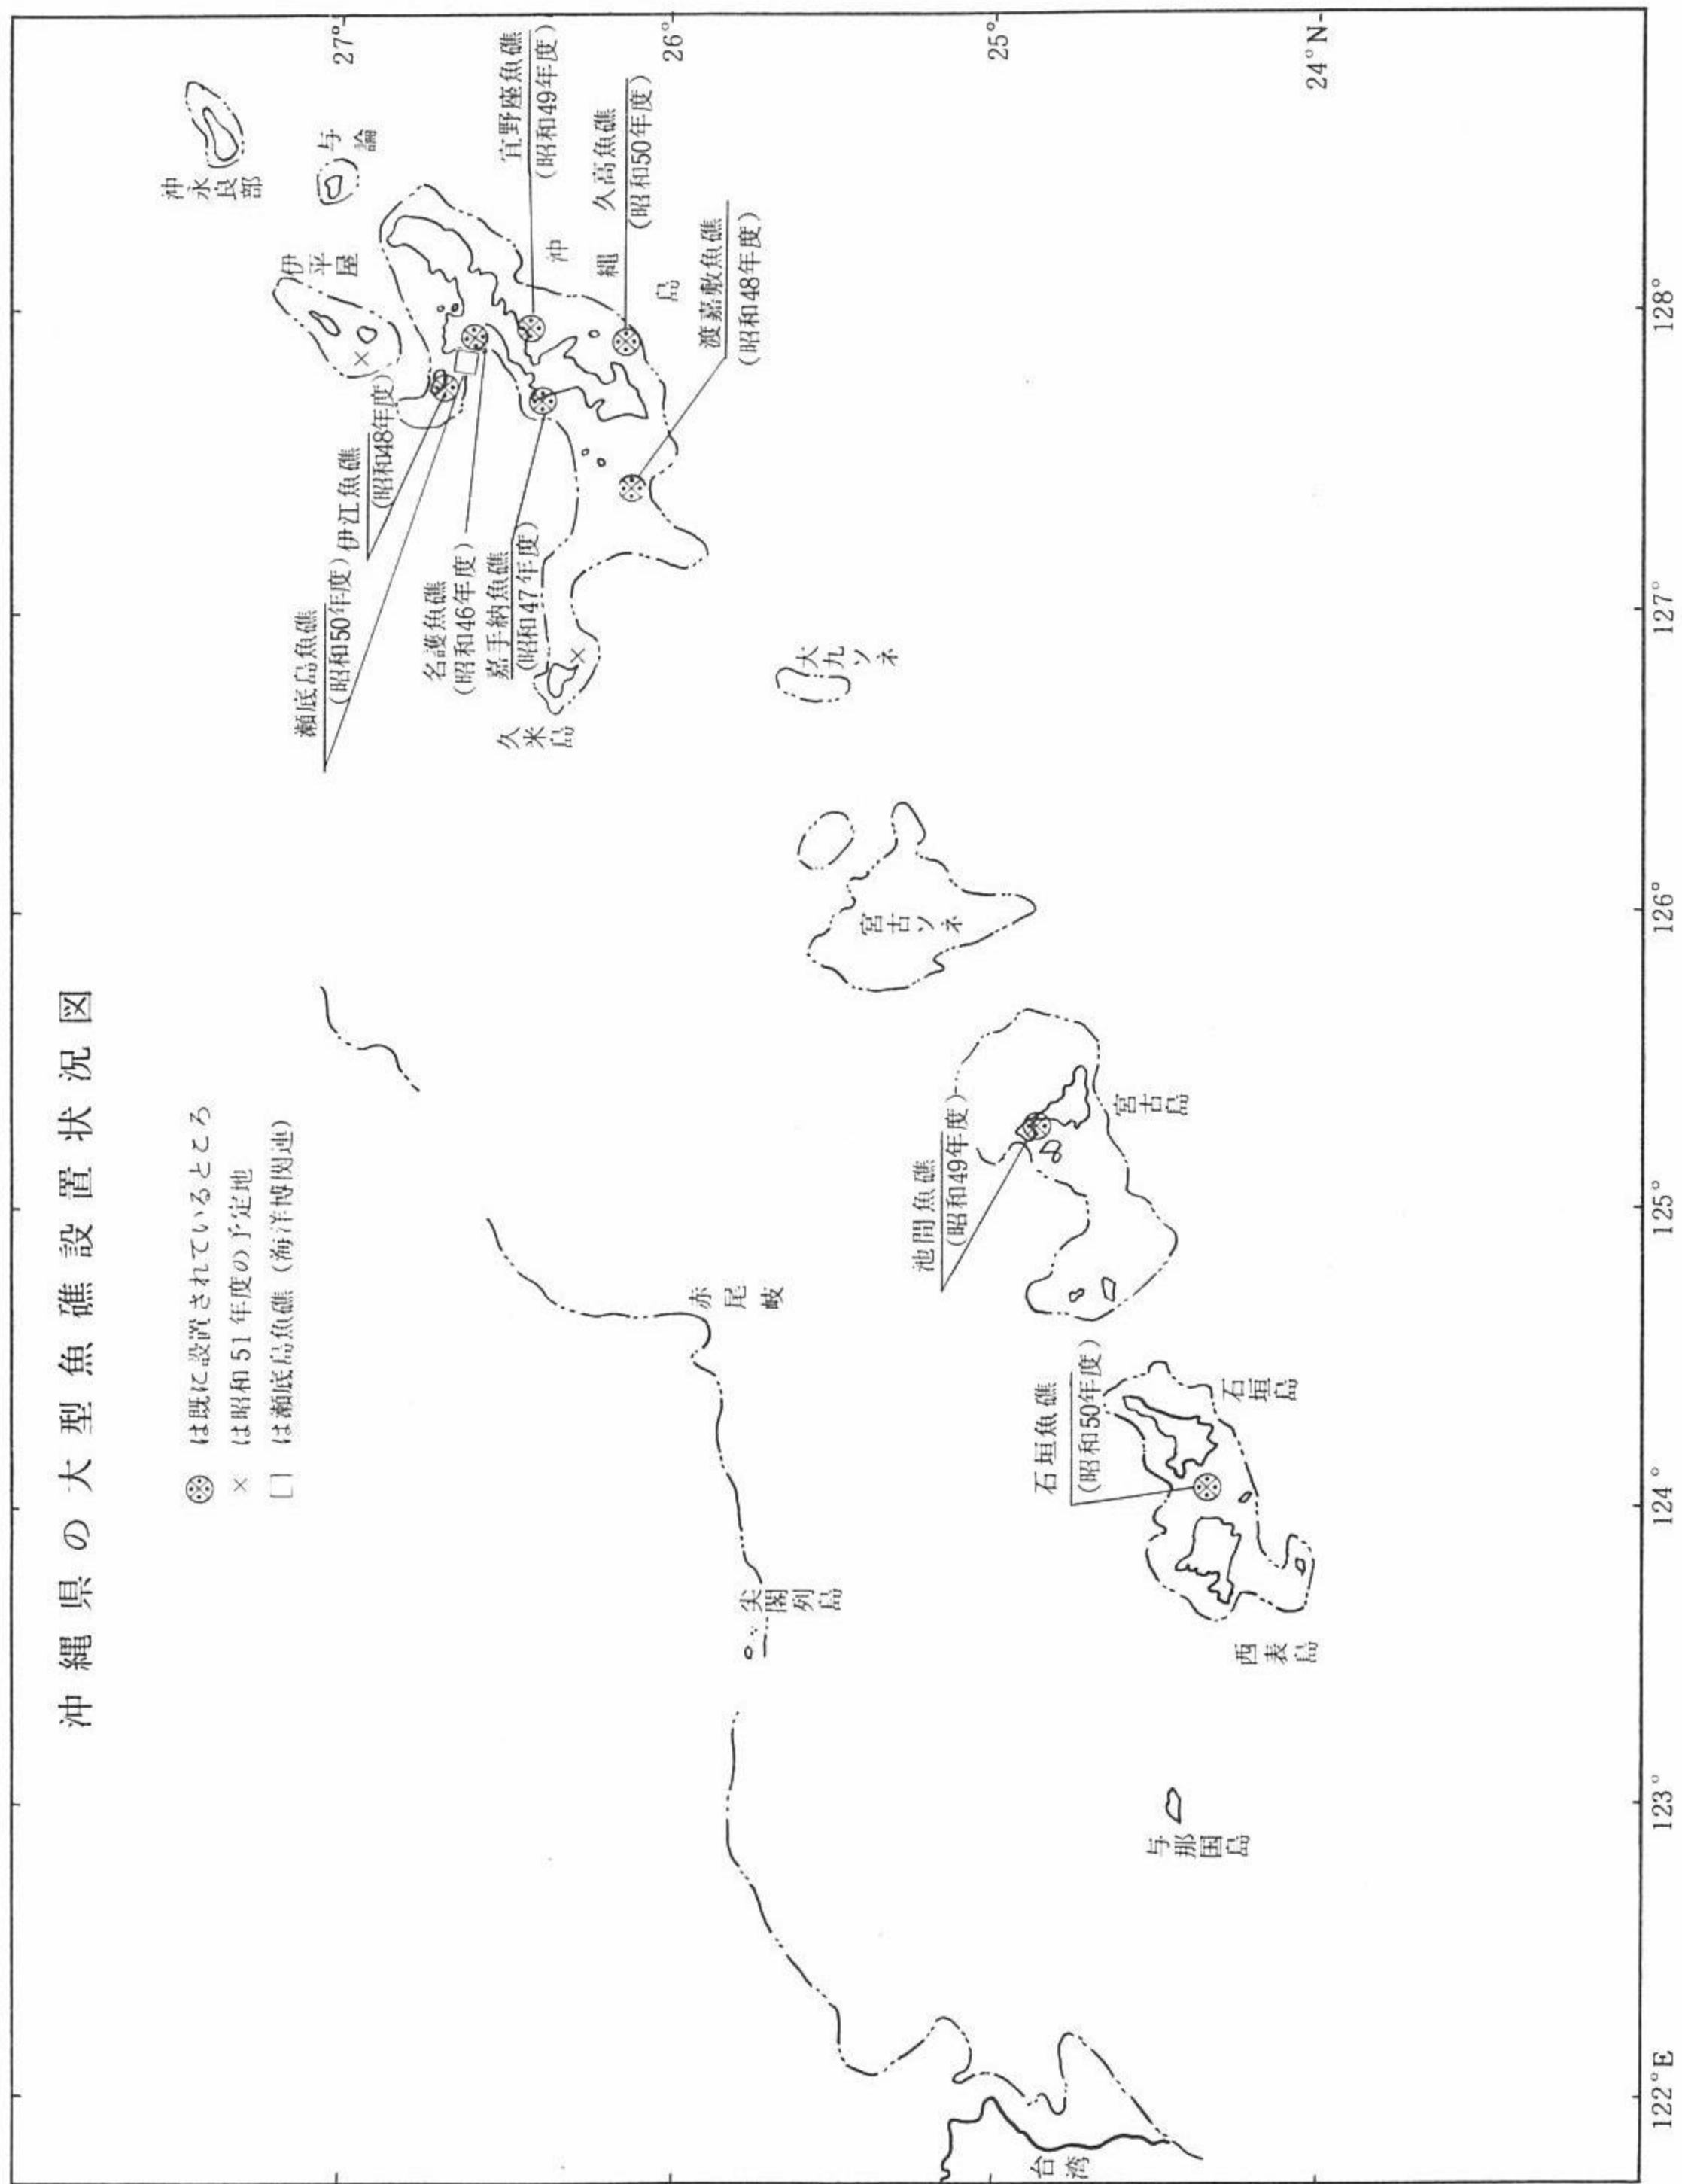 沖縄県の大型魚礁設置状況図
は既に設置されているところ
× は昭和51年度の予定地
□ は瀬底島魚礁（海洋博関連）
沖永良部
与論
伊平屋
伊江魚礁
（昭和48年度）
瀬底島魚礁
（昭和50年度）
名護魚礁
（昭和46年度）
嘉手納魚礁
（昭和47年度）
宜野座魚礁
（昭和49年度）
久高魚礁
（昭和50年度）
渡嘉敷魚礁
（昭和48年度）
沖縄島
久米島
大九ソネ
宮古ソネ
池間魚礁
（昭和49年度）
宮古島
赤尾岐
尖閣列島
石垣魚礁
（昭和50年度）
石垣島
西表島
与那国島
台湾
27°
26°
25°
24°N
122°E
123°
124°
125°
126°
127°
128°